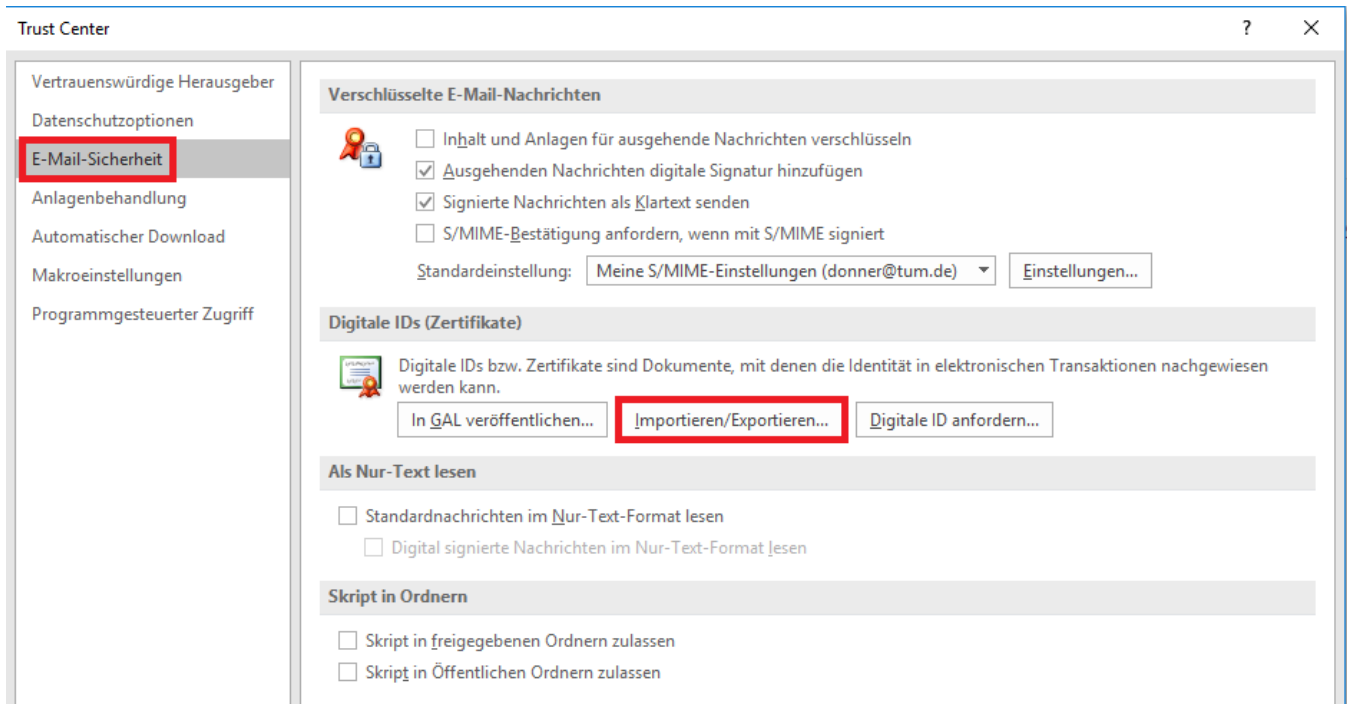 Trust Center
?
Vertrauenswürdige Herausgeber
Datenschutzoptionen
E-Mail-Sicherheit
Anlagenbehandlung
Automatischer Download
Makroeinstellungen
Programmgesteuerter Zugriff
Verschlüsselte E-Mail-Nachrichten
Inhalt und Anlagen für ausgehende Nachrichten verschlüsseln
Ausgehenden Nachrichten digitale Signatur hinzufügen
Signierte Nachrichten als Klartext senden
S/MIME-Bestätigung anfordern, wenn mit S/MIME signiert
Standardeinstellung: Meine S/MIME-Einstellungen (donner@tum.de) Einstellungen...
Digitale IDs (Zertifikate)
Digitale IDs bzw. Zertifikate sind Dokumente, mit denen die Identität in elektronischen Transaktionen nachgewiesen
werden kann.
In GAL veröffentlichen... Importieren/Exportieren... Digitale ID anfordern...
Als Nur-Text lesen
Standardnachrichten im Nur-Text-Format lesen
Digital signierte Nachrichten im Nur-Text-Format lesen
Skript in Ordnern
Skript in freigegebenen Ordnern zulassen
Skript in Öffentlichen Ordnern zulassen